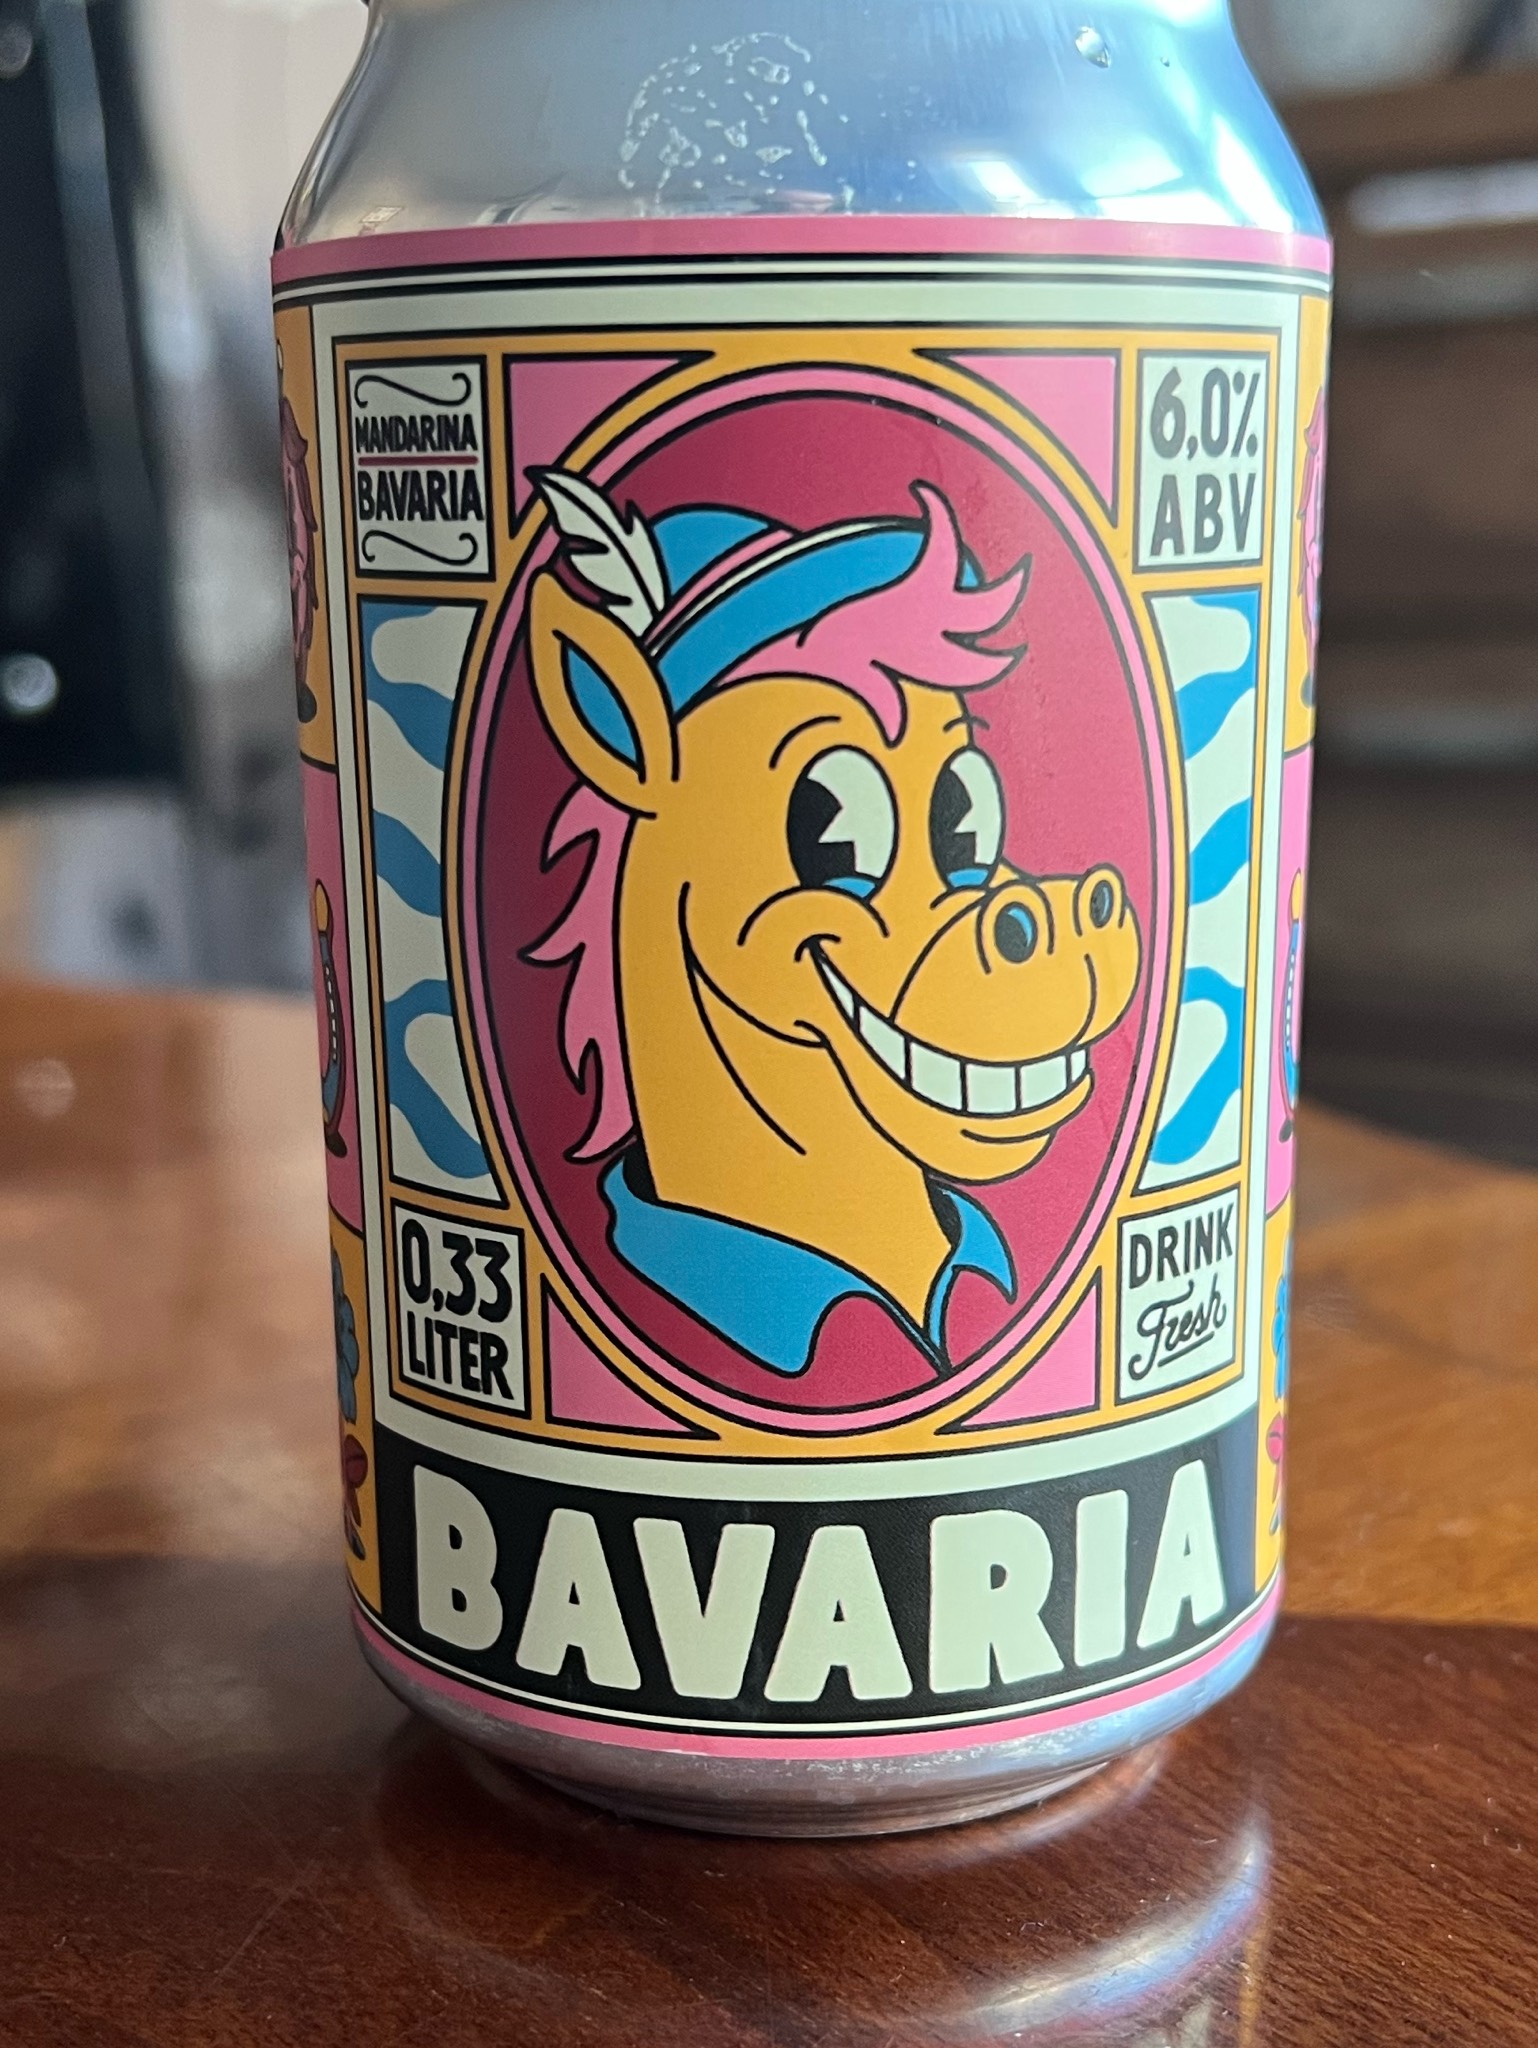 MANDARINA
BAVARIA
6,0%
ABV
0,33
LITER
DRINK
Fresh
BAVARIA